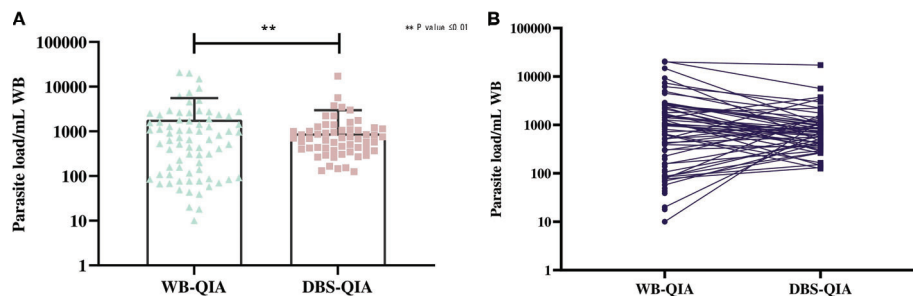 A
**
** P value ≤0.01
100000
10000
1000
100
10
1
Parasite load/mL WB
WB-QIA
DBS-QIA
B
100000
10000
1000
100
10
1
Parasite load/mL WB
WB-QIA
DBS-QIA